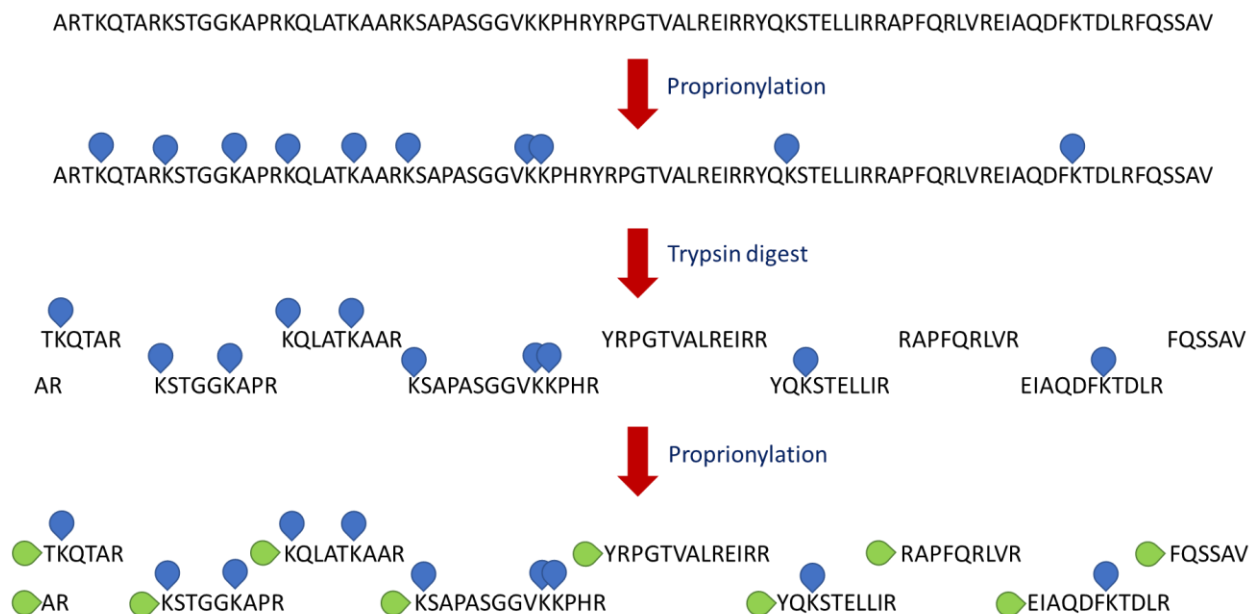 ARTKQTARKSTGGKAPRKQLATKAARKSAPASGGVKKPHRYRPGTVALREIRRYQKSTELLIRRAPFQRLVREIAQDFKTDLRFQSSAV
Proprionylation
ARTKQTARKSTGGKAPRKQLATKAARKSAPASGGVKKPHRYRPGTVALREIRRYQKSTELLIRRAPFQRLVREIAQDFKTDLRFQSSAV
Trypsin digest
TKQTAR KQLATKAAR YRPGTVALREIRR RAPFQRLVR FQSSAV
AR KSTGGKAPR KSAPASGGVKKPHR YQKSTELLIR EIAQDFKTDLR
Proprionylation
TKQTAR KQLATKAAR YRPGTVALREIRR RAPFQRLVR FQSSAV
AR KSTGGKAPR KSAPASGGVKKPHR YQKSTELLIR EIAQDFKTDLR